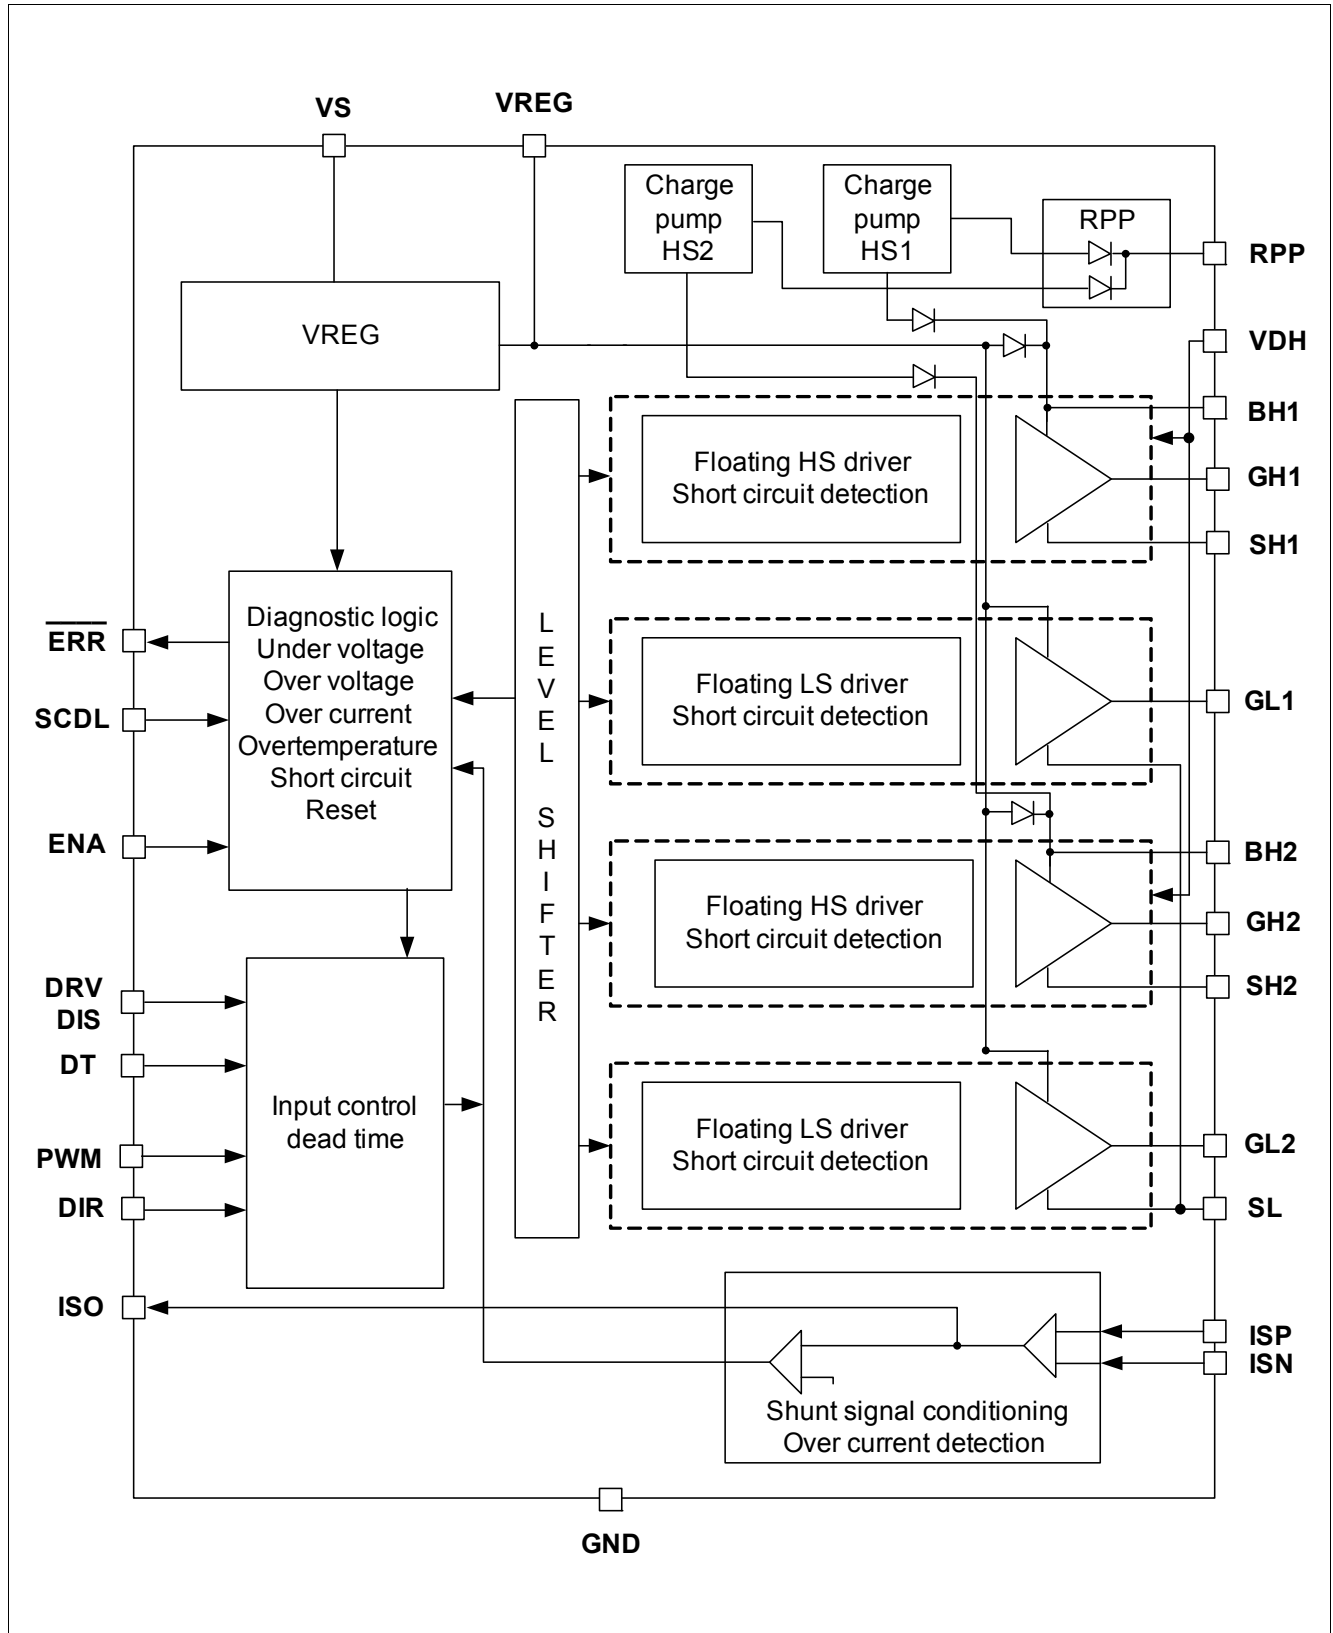 VS
VREG
Charge
pump
HS2
Charge
pump
HS1
RPP
RPP
VREG
VDH
BH1
Floating HS driver
Short circuit detection
GH1
SH1
ERR
SCDL
ENA
Diagnostic logic
Under voltage
Over voltage
Over current
Overtemperature
Short circuit
Reset
LEVEL SHIFTER
Floating LS driver
Short circuit detection
GL1
BH2
Floating HS driver
Short circuit detection
GH2
SH2
DRV
DIS
DT
PWM
DIR
Input control
dead time
Floating LS driver
Short circuit detection
GL2
SL
ISO
ISP
ISN
Shunt signal conditioning
Over current detection
GND